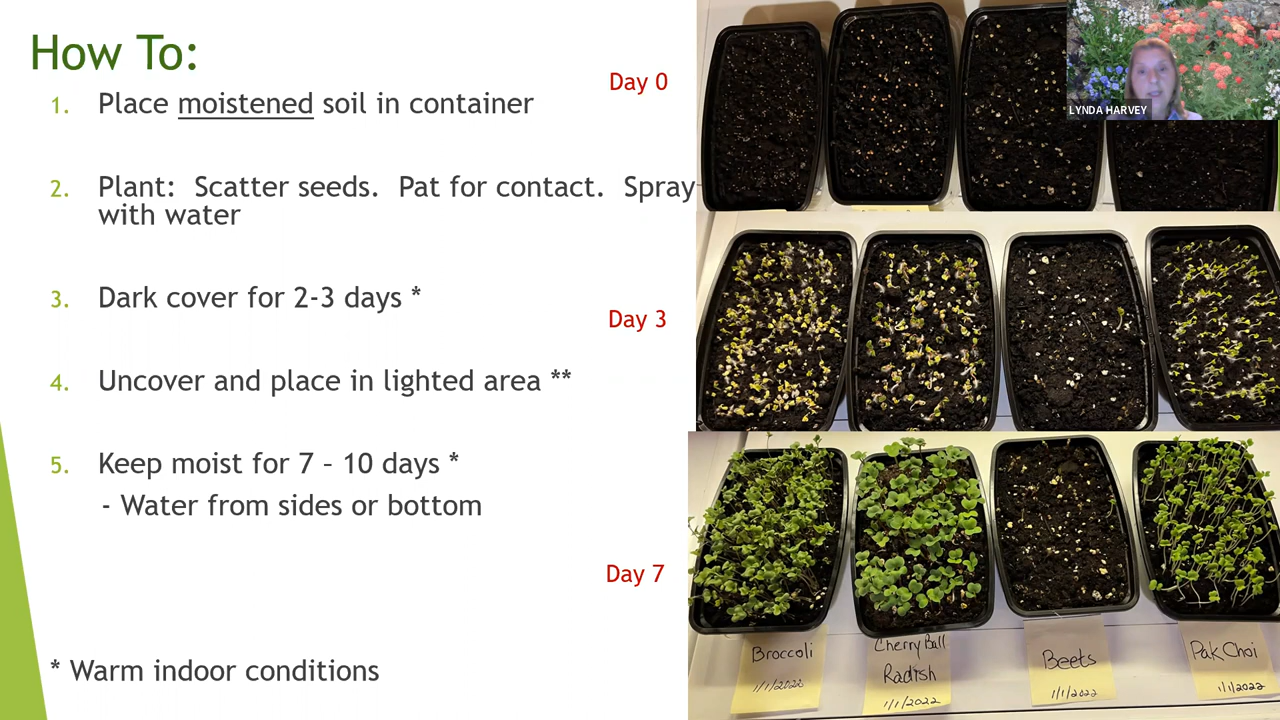 How To:
1. Place moistened soil in container
2. Plant: Scatter seeds. Pat for contact. Spray
with water
3. Dark cover for 2-3 days *
4. Uncover and place in lighted area **
5. Keep moist for 7 – 10 days *
- Water from sides or bottom
* Warm indoor conditions
Day 0
Day 3
Day 7
LYNDA HARVEY
Broccoli
1/1/2022
Cherry Ball
Radish
1/1/2022
Beets
1/1/2022
Pak Choi
1/1/2022